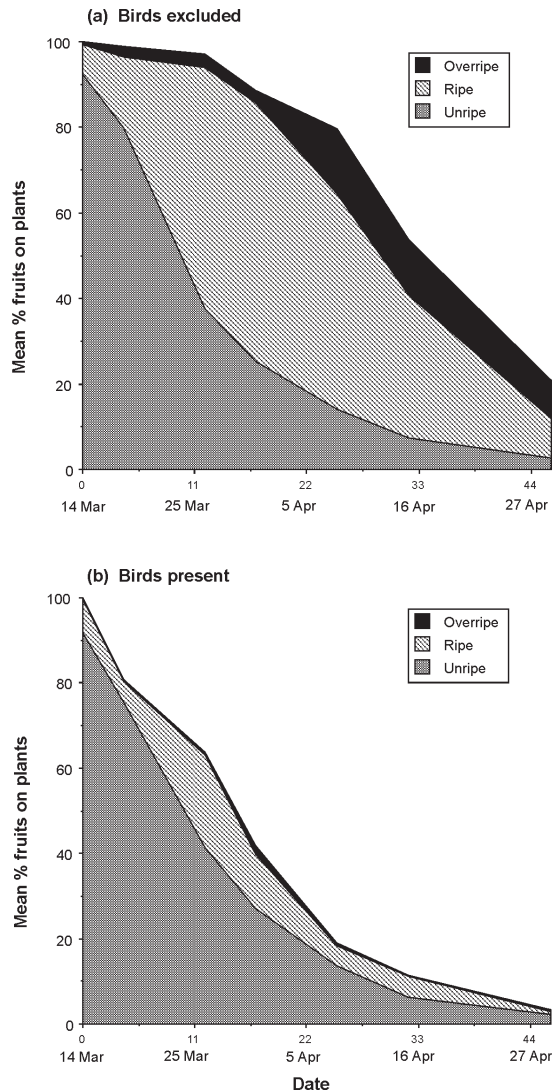 (a) Birds excluded
100
80
60
40
20
0
Mean % fruits on plants
Overripe
Ripe
Unripe
0 11 22 33 44
14 Mar 25 Mar 5 Apr 16 Apr 27 Apr
(b) Birds present
100
80
60
40
20
0
Mean % fruits on plants
Overripe
Ripe
Unripe
0 11 22 33 44
14 Mar 25 Mar 5 Apr 16 Apr 27 Apr
Date